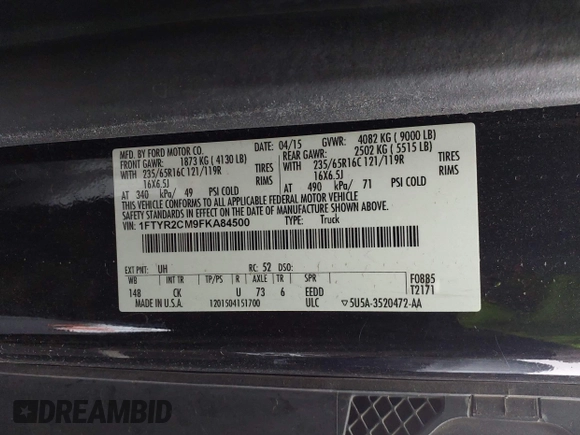 MFD. BY FORD MOTOR CO. DATE: 04/15 GVWR: 4082 KG ( 9000 LB)
FRONT GAWR: 1873 KG ( 4130 LB) REAR GAWR: 2502 KG ( 5515 LB)
WITH 235/65R16C 121/119R TIRES WITH 235/65R16C 121/119R TIRES
16X6.5J RIMS 16X6.5J RIMS
AT 340 kPa/ 49 PSI COLD AT 490 kPa/ 71 PSI COLD
THIS VEHICLE CONFORMS TO ALL APPLICABLE FEDERAL MOTOR VEHICLE
SAFETY STANDARDS IN EFFECT ON THE DATE OF MANUFACTURE SHOWN ABOVE.
VIN: 1FTYR2CM9FKA84500 TYPE: Truck
EXT PNT: UH RC: 52 DSO: F0885
WB INT TR TP/PS R AXLE TR SPR T2171
148 CK U 73 6 EEDD
MADE IN U.S.A. 1201504151700 ULC 5U5A-3520472-AA
DREAMBID